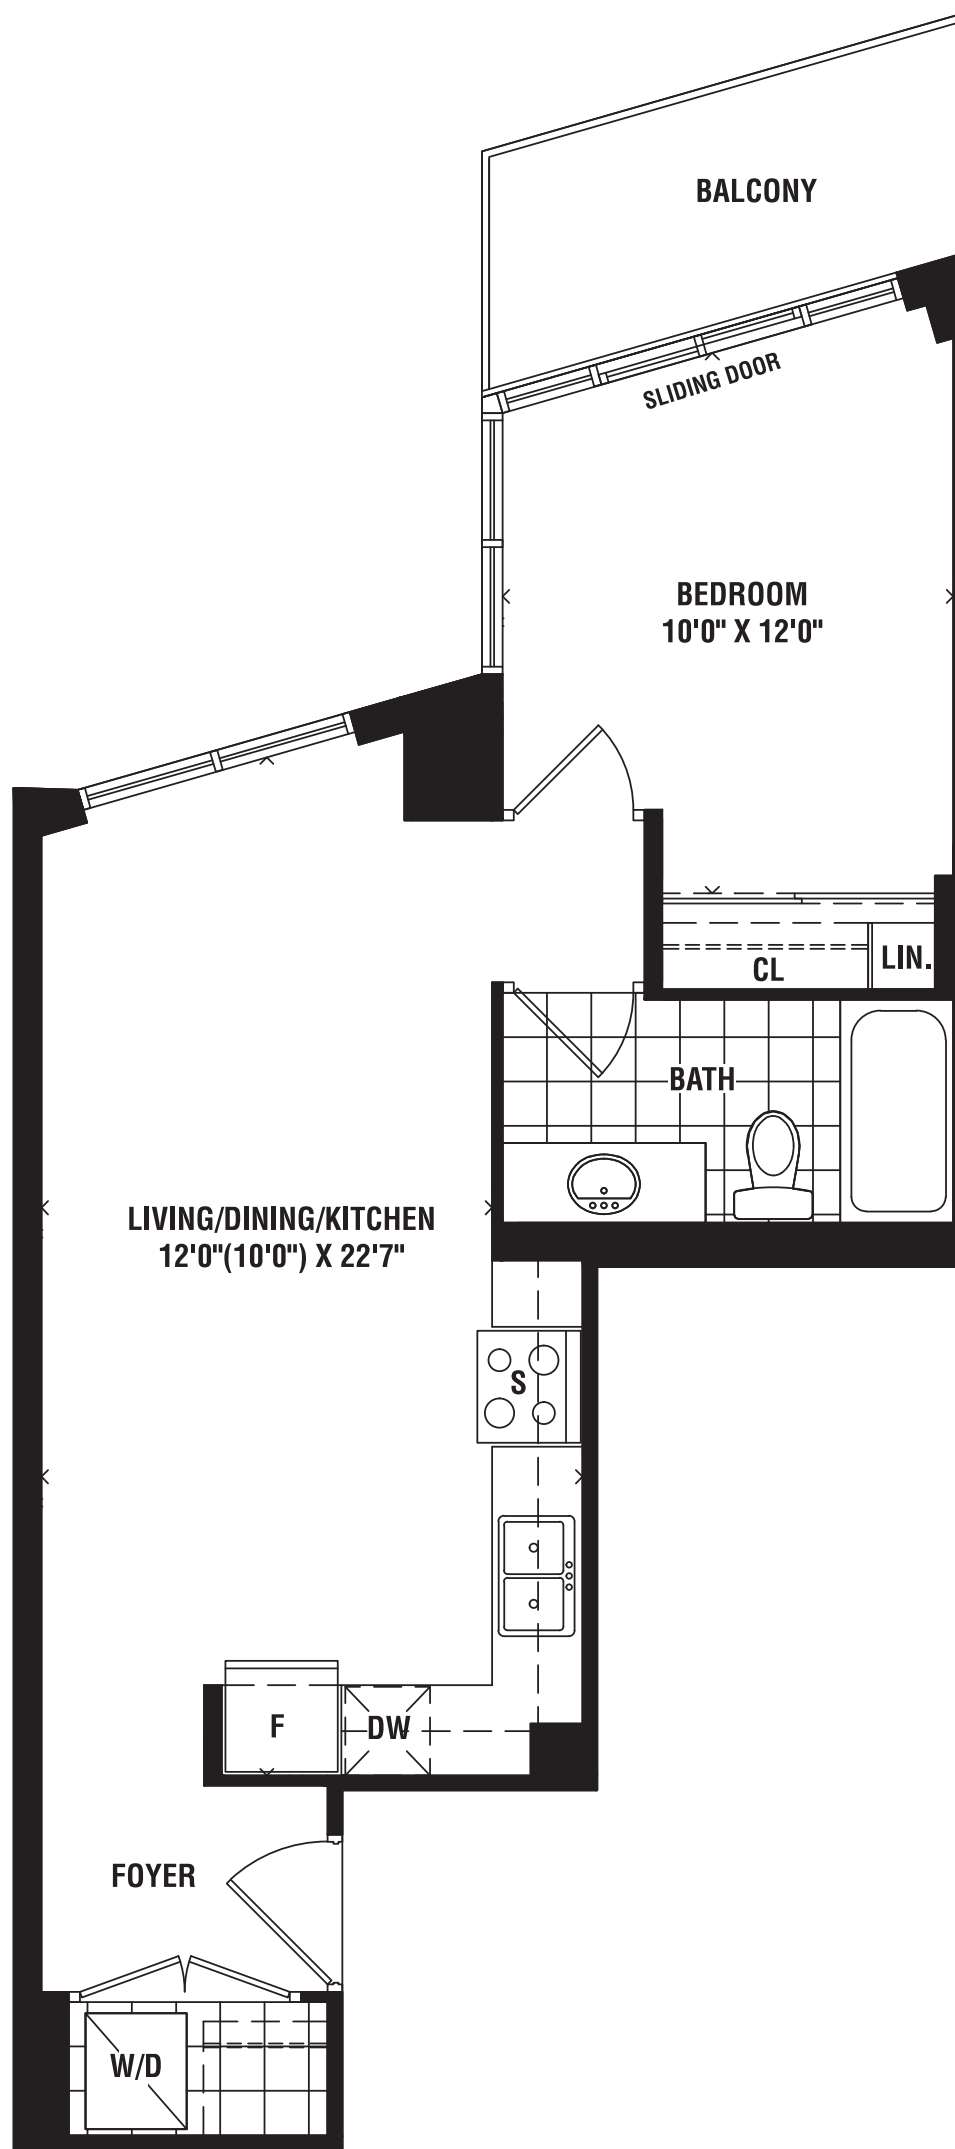 BALCONY
SLIDING DOOR
BEDROOM
10'0" X 12'0"
CL
LIN.
BATH
LIVING/DINING/KITCHEN
12'0"(10'0") X 22'7"
S
F
DW
FOYER
W/D